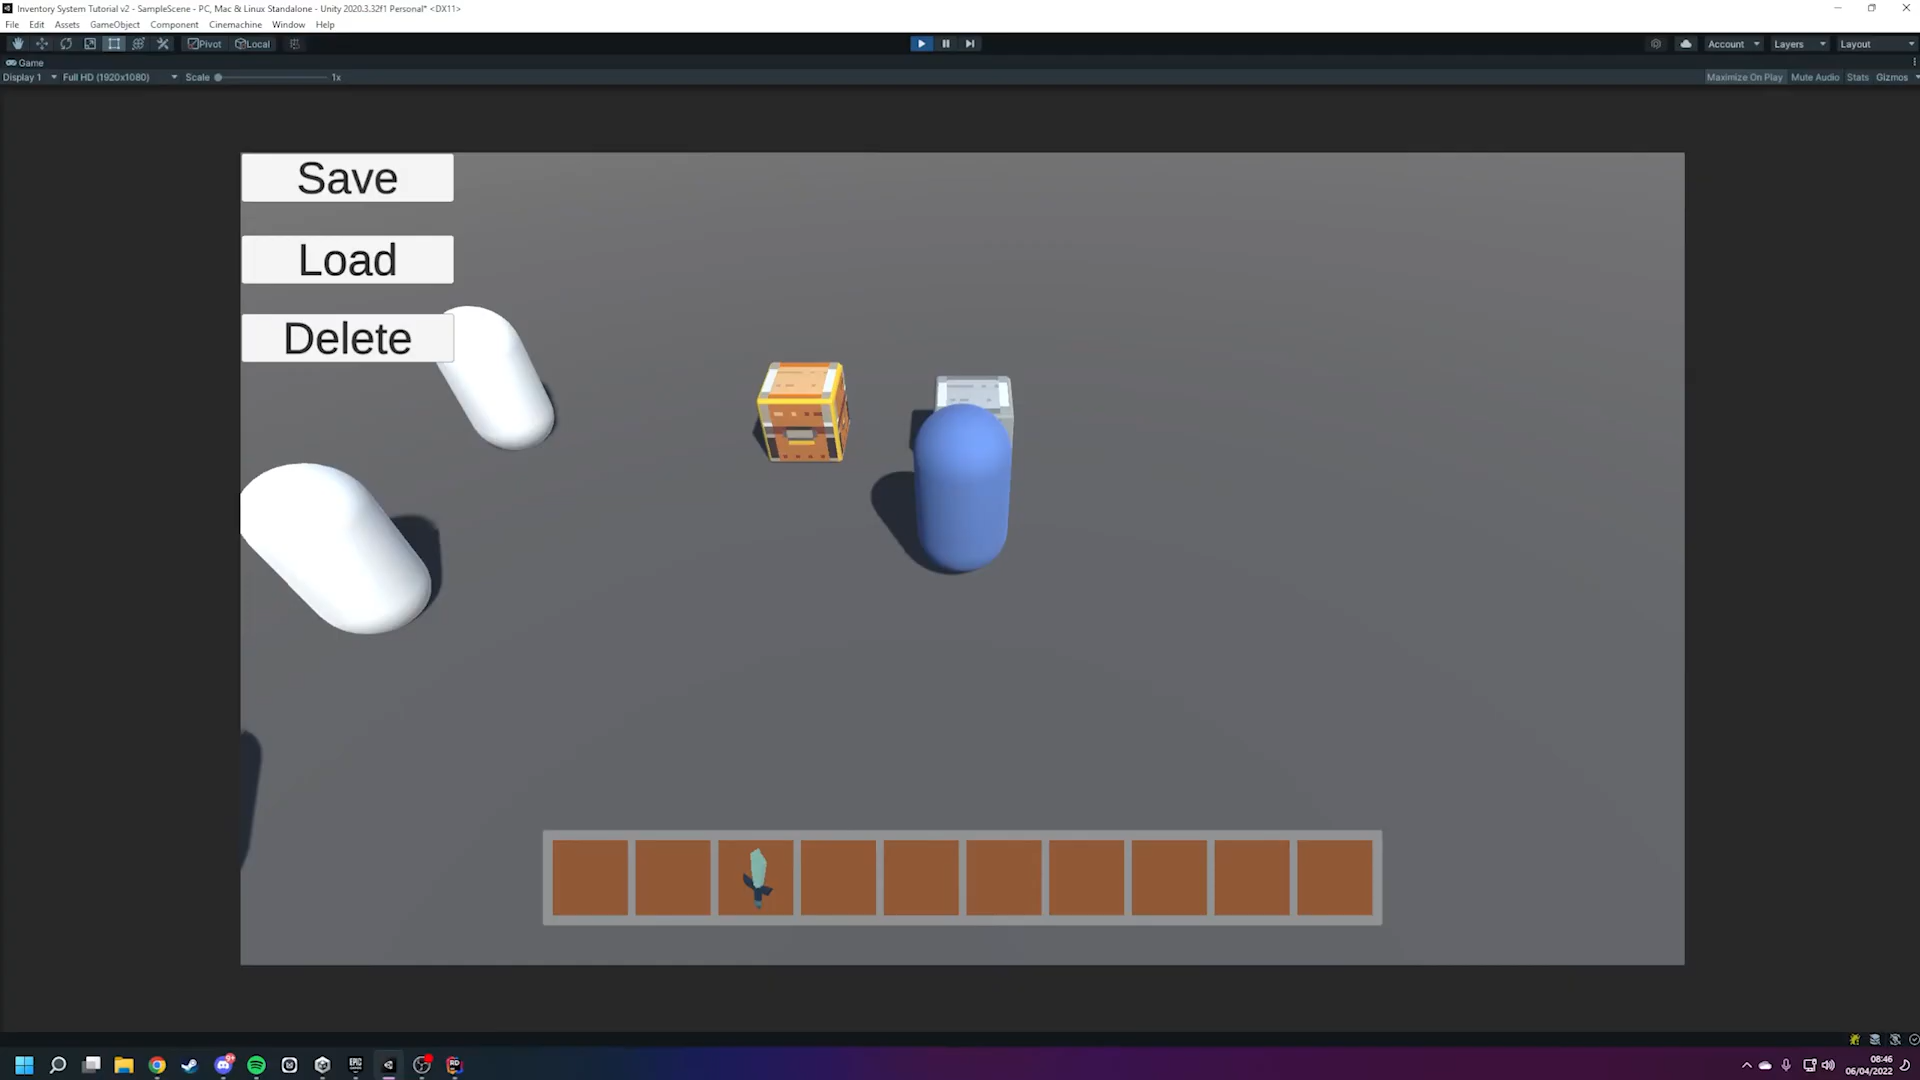 Inventory System Tutorial v2 - SampleScene - PC, Mac & Linux Standalone - Unity 2020.3.32f1 Personal* <DX11>
File Edit Assets GameObject Component Cinemachine Window Help
Pivot Local Account Layers Layout
Game
Display 1 Full HD (1920x1080) Scale 1x Maximize On Play Mute Audio Stats Gizmos
Save
Load
Delete
08:46
06/04/2022